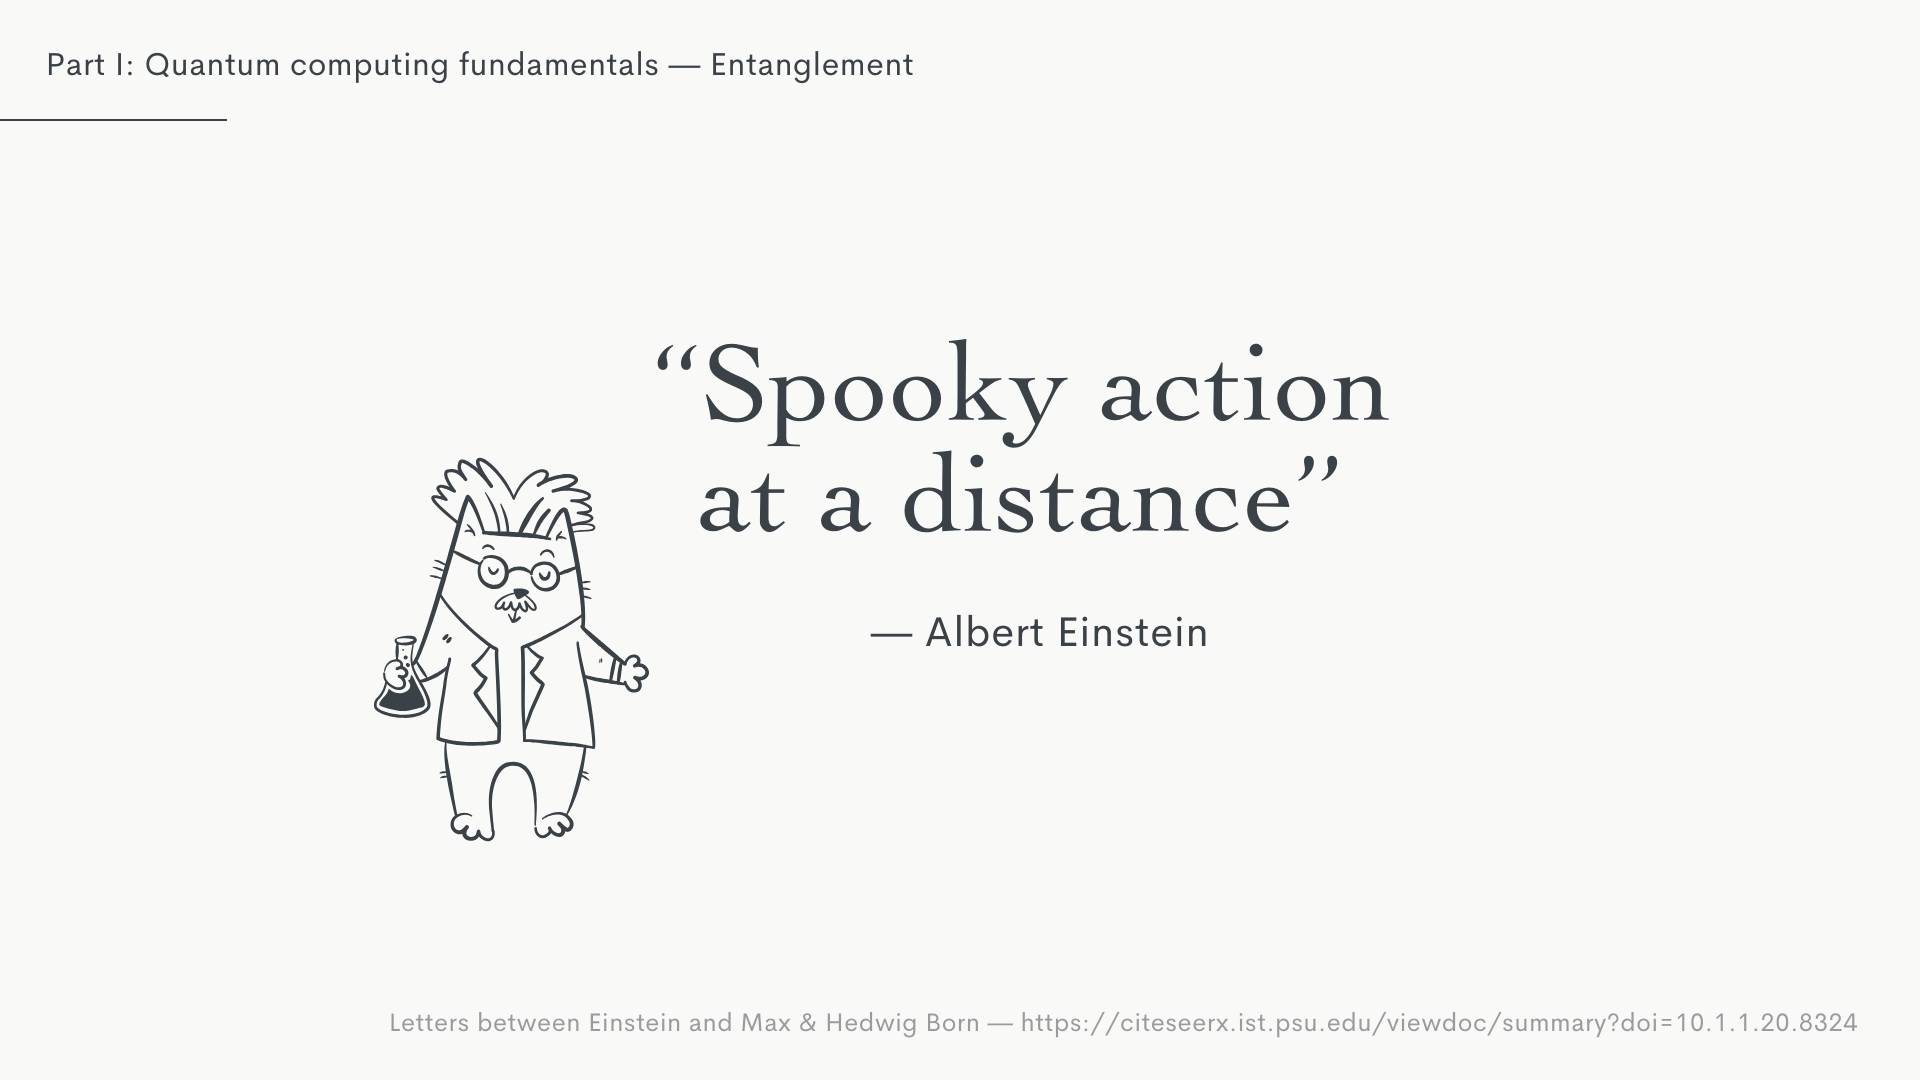 Part I: Quantum computing fundamentals — Entanglement
“Spooky action
at a distance”
— Albert Einstein
Letters between Einstein and Max & Hedwig Born — https://citeseerx.ist.psu.edu/viewdoc/summary?doi=10.1.1.20.8324